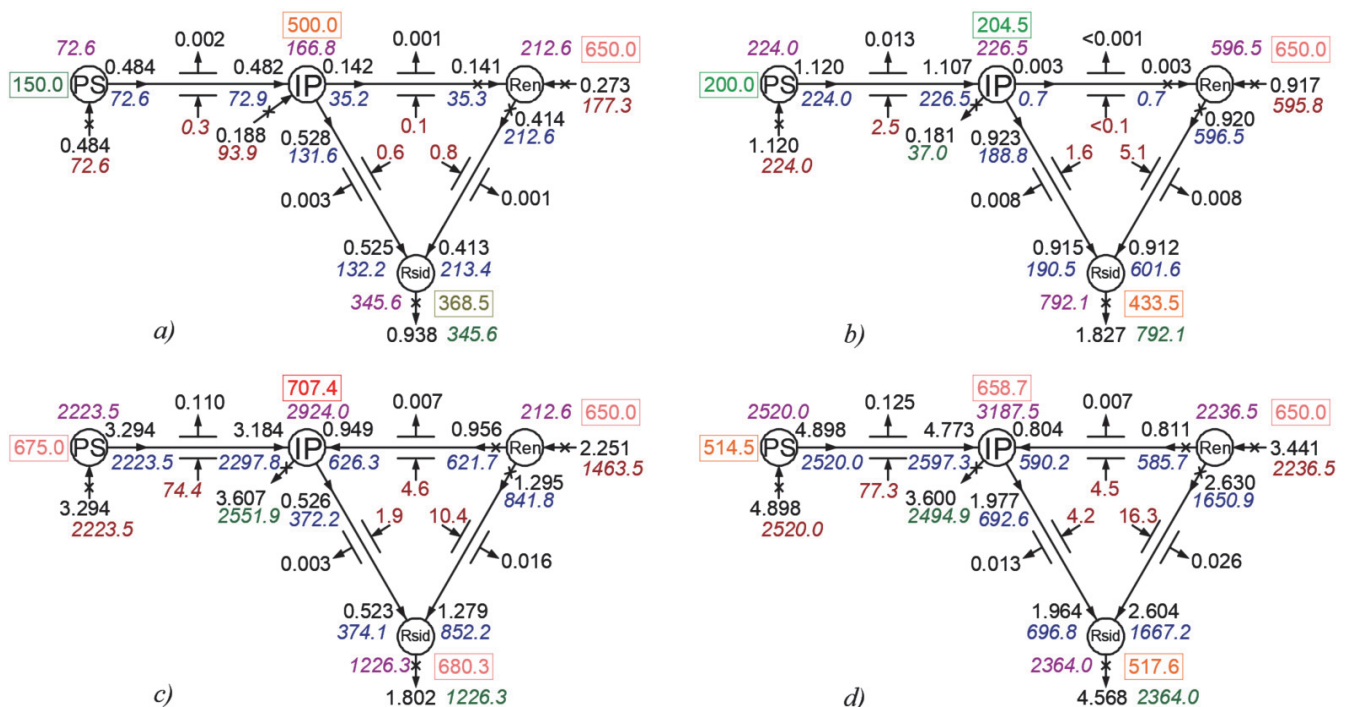 500.0
72.6 0.002 166.8 0.001 212.6 650.0
0.484 0.482 0.142 0.141
150.0 PS IP Ren
72.6 72.9 35.2 35.3 0.273
0.3 0.188 0.1 0.414 177.3
0.484 93.9 0.528 212.6
72.6 131.6 0.6 0.8
0.003 0.001
0.525 0.413
132.2 Rsid 213.4
345.6 368.5
a) 0.938 345.6
204.5
224.0 0.013 226.5 <0.001 596.5 650.0
1.120 1.107 0.003 0.003
200.0 PS IP Ren
224.0 226.5 0.7 0.7 0.917
2.5 0.181 <0.1 0.920 595.8
1.120 37.0 0.923 596.5
224.0 188.8 1.6 5.1
0.008 0.008
0.915 0.912
190.5 Rsid 601.6
792.1 433.5
b) 1.827 792.1
707.4
2223.5 0.110 2924.0 0.007 212.6 650.0
3.294 3.184 0.949 0.956
675.0 PS IP Ren
2223.5 2297.8 626.3 621.7 2.251
74.4 4.6 1.295 1463.5
3.294 3.607 0.526 841.8
2223.5 2551.9 372.2 1.9 10.4
0.003 0.016
0.523 1.279
374.1 Rsid 852.2
1226.3 680.3
c) 1.802 1226.3
658.7
2520.0 0.125 3187.5 0.007 2236.5 650.0
4.898 4.773 0.804 0.811
514.5 PS IP Ren
2520.0 2597.3 590.2 585.7 3.441
77.3 4.5 2.630 2236.5
4.898 3.600 1.977 1650.9
2520.0 2494.9 692.6 4.2 16.3
0.013 0.026
1.964 2.604
696.8 Rsid 1667.2
2364.0 517.6
d) 4.568 2364.0